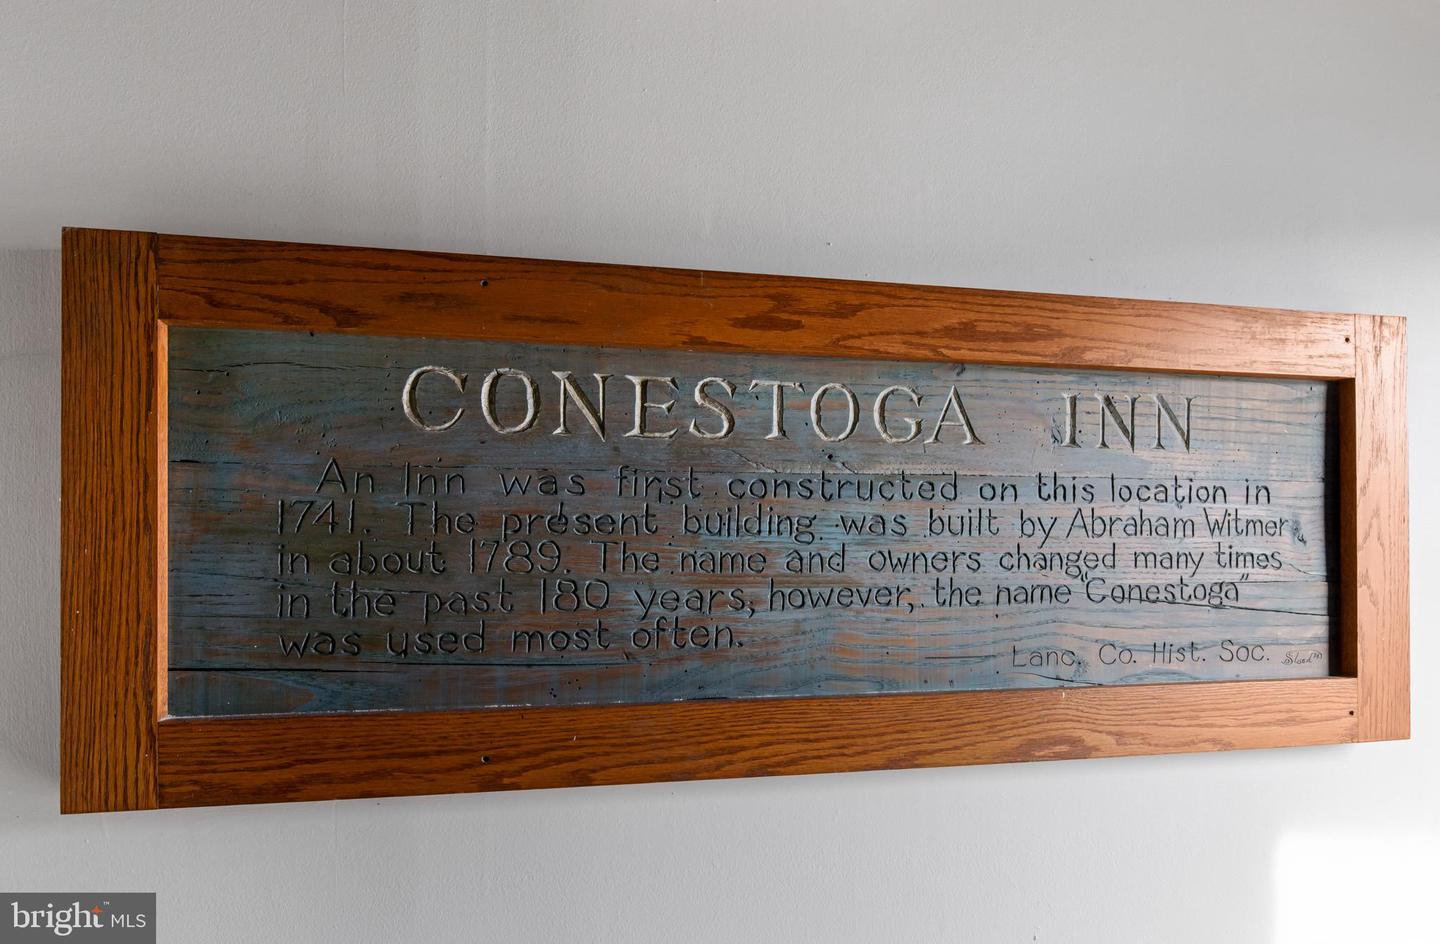 CONESTOGA INN
An Inn was first constructed on this location in
1741. The present building was built by Abraham Witmer
in about 1789. The name and owners changed many times
in the past 180 years, however, the name "Conestoga"
was used most often.
Lanc. Co. Hist. Soc.
bright™ MLS